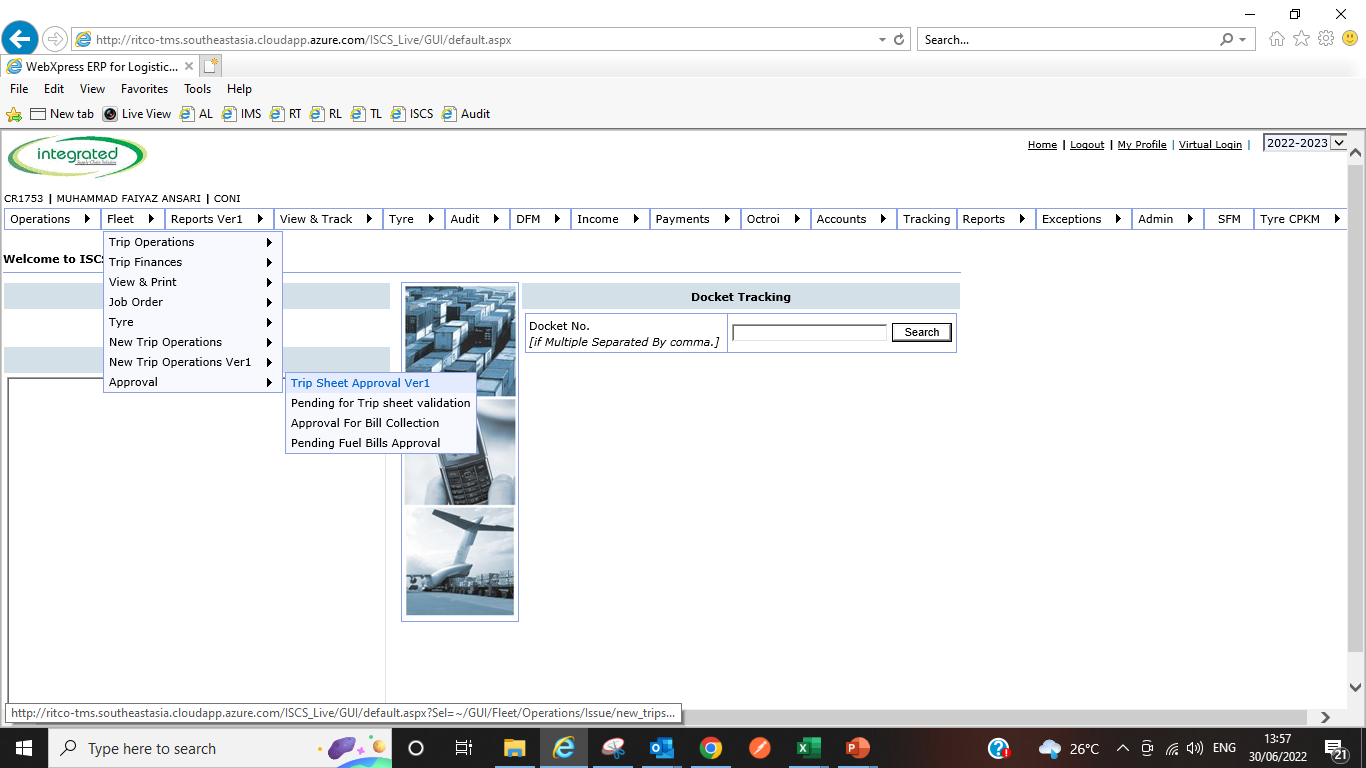 http://ritco-tms.southeastasia.cloudapp.azure.com/ISCS_Live/GUI/default.aspx
Search...
WebXpress ERP for Logistic...
File Edit View Favorites Tools Help
New tab Live View AL IMS RT RL TL ISCS Audit
integrated
Supply Chain Solution
Home | Logout | My Profile | Virtual Login | 2022-2023
CR1753 | MUHAMMAD FAIYAZ ANSARI | CONI
Operations Fleet Reports Ver1 View & Track Tyre Audit DFM Income Payments Octroi Accounts Tracking Reports Exceptions Admin SFM Tyre CPKM
Trip Operations
Welcome to ISCS
Trip Finances
View & Print
Job Order
Tyre
New Trip Operations
New Trip Operations Ver1
Approval
Trip Sheet Approval Ver1
Pending for Trip sheet validation
Approval For Bill Collection
Pending Fuel Bills Approval
Docket Tracking
Docket No.
[if Multiple Separated By comma.]
Search
http://ritco-tms.southeastasia.cloudapp.azure.com/ISCS_Live/GUI/default.aspx?Sel=~/GUI/Fleet/Operations/Issue/new_trips...
Type here to search
26°C ENG
13:57
30/06/2022
21